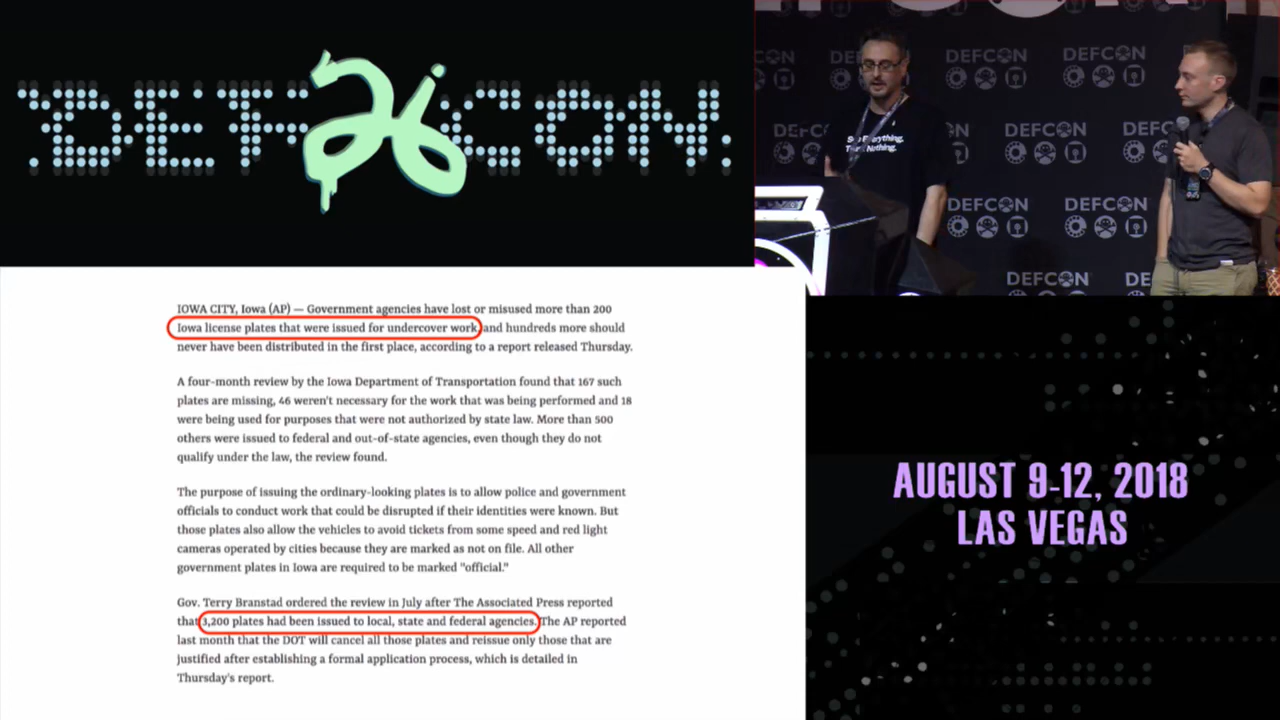 DEF 26 CON
DEFCON
DEFCON
DEFCON
DEFCON
DEFCON
DEFCON
DEFCON
Everything.
Nothing.
IOWA CITY, Iowa (AP) — Government agencies have lost or misused more than 200
Iowa license plates that were issued for undercover work, and hundreds more should
never have been distributed in the first place, according to a report released Thursday.
A four-month review by the Iowa Department of Transportation found that 167 such
plates are missing, 46 weren't necessary for the work that was being performed and 18
were being used for purposes that were not authorized by state law. More than 500
others were issued to federal and out-of-state agencies, even though they do not
qualify under the law, the review found.
The purpose of issuing the ordinary-looking plates is to allow police and government
officials to conduct work that could be disrupted if their identities were known. But
those plates also allow the vehicles to avoid tickets from some speed and red light
cameras operated by cities because they are marked as not on file. All other
government plates in Iowa are required to be marked "official."
Gov. Terry Branstad ordered the review in July after The Associated Press reported
that 3,200 plates had been issued to local, state and federal agencies. The AP reported
last month that the DOT will cancel all those plates and reissue only those that are
justified after establishing a formal application process, which is detailed in
Thursday's report.
AUGUST 9-12, 2018
LAS VEGAS